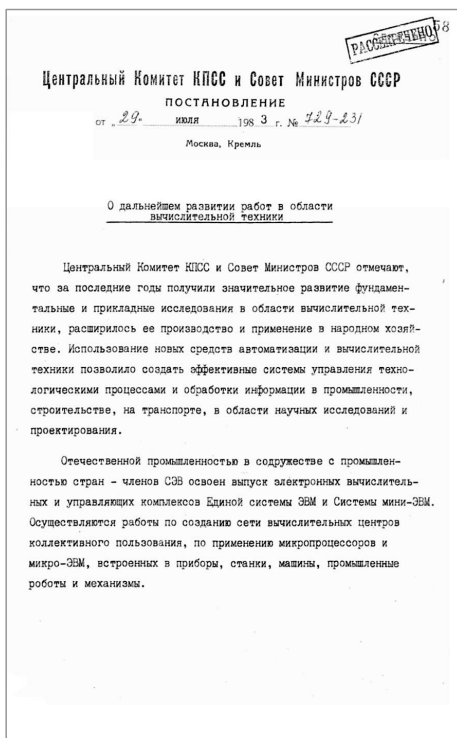 58
РАССЕКРЕЧЕНО
Центральный Комитет КПСС и Совет Министров СССР
ПОСТАНОВЛЕНИЕ
от „29“ июля 1983 г. № 729-231
Москва, Кремль
О дальнейшем развитии работ в области
вычислительной техники
Центральный Комитет КПСС и Совет Министров СССР отмечают,
что за последние годы получили значительное развитие фундамен-
тальные и прикладные исследования в области вычислительной тех-
ники, расширилось ее производство и применение в народном хозяй-
стве. Использование новых средств автоматизации и вычислительной
техники позволило создать эффективные системы управления техно-
логическими процессами и обработки информации в промышленности,
строительстве, на транспорте, в области научных исследований и
проектирования.
Отечественной промышленностью в содружестве с промышлен-
ностью стран - членов СЭВ освоен выпуск электронных вычислитель-
ных и управляющих комплексов Единой системы ЭВМ и Системы мини-ЭВМ.
Осуществляются работы по созданию сети вычислительных центров
коллективного пользования, по применению микропроцессоров и
микро-ЭВМ, встроенных в приборы, станки, машины, промышленные
роботы и механизмы.